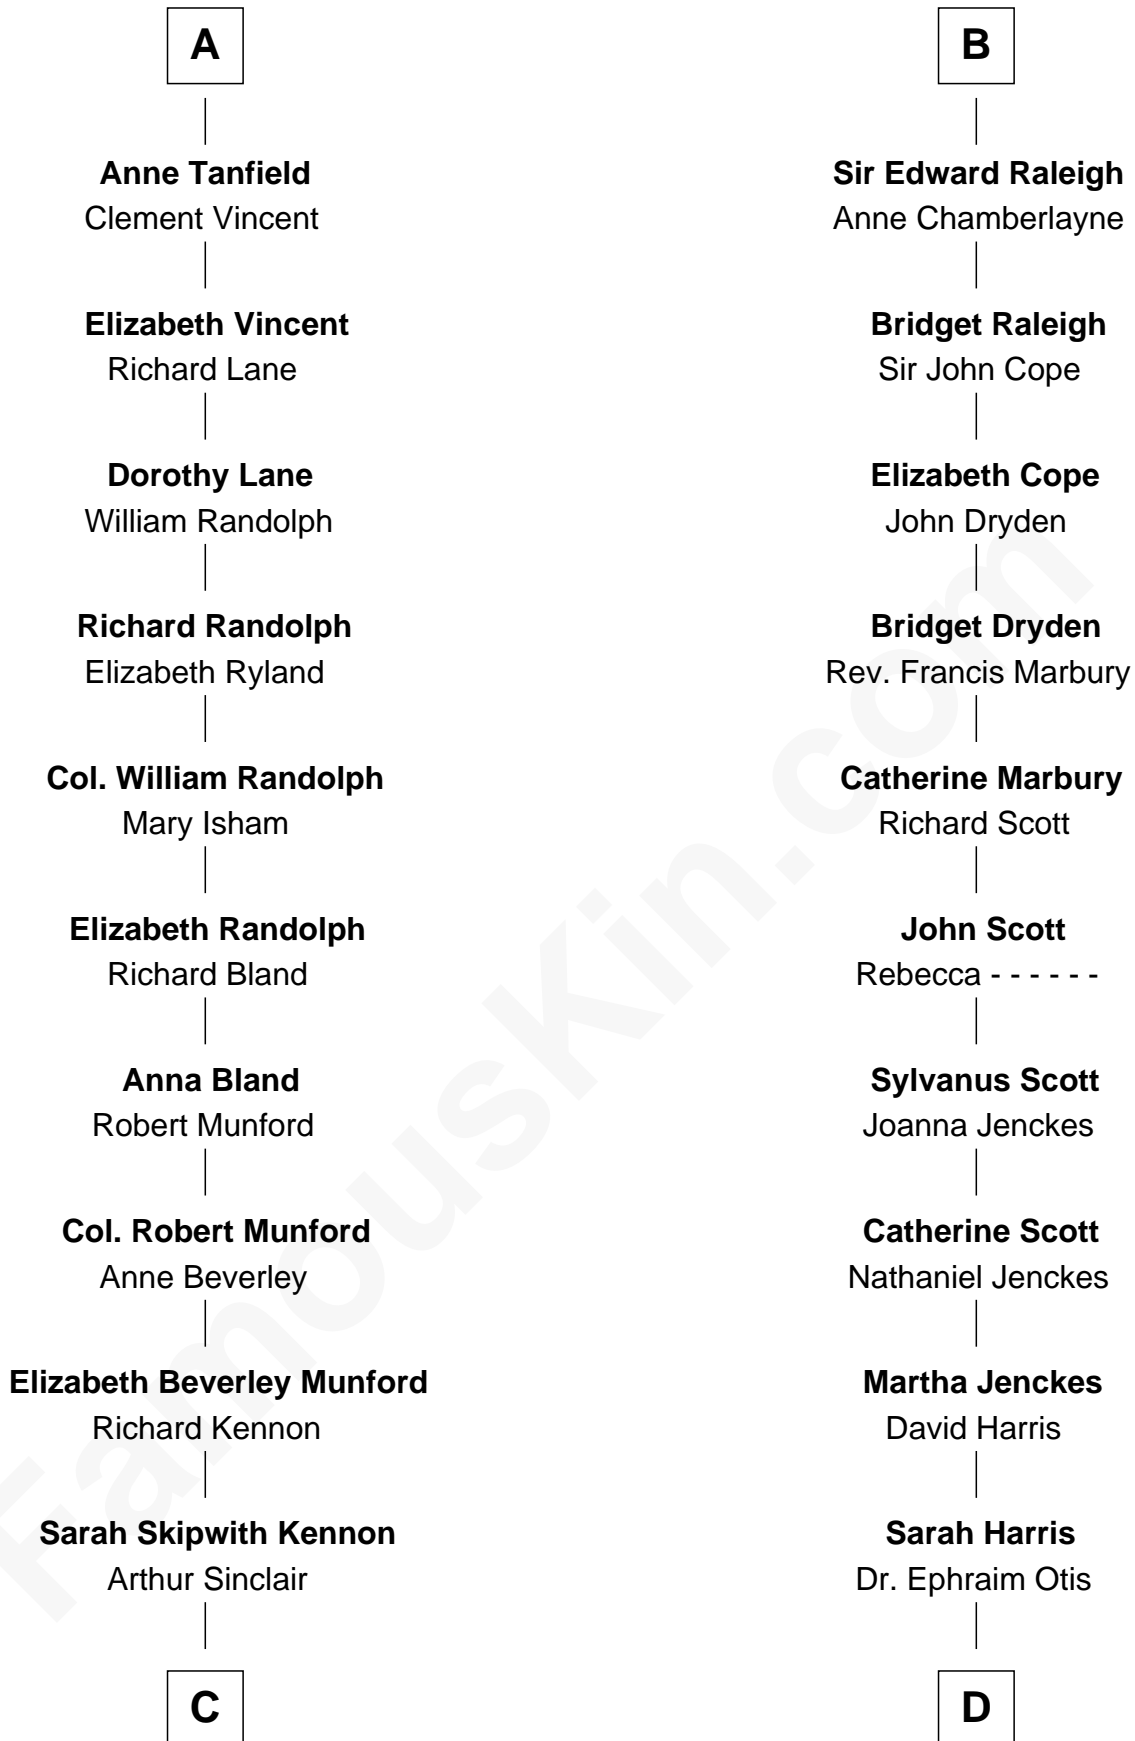 A
Anne Tanfield
Clement Vincent
Elizabeth Vincent
Richard Lane
Dorothy Lane
William Randolph
Richard Randolph
Elizabeth Ryland
Col. William Randolph
Mary Isham
Elizabeth Randolph
Richard Bland
Anna Bland
Robert Munford
Col. Robert Munford
Anne Beverley
Elizabeth Beverley Munford
Richard Kennon
Sarah Skipwith Kennon
Arthur Sinclair
C
B
Sir Edward Raleigh
Anne Chamberlayne
Bridget Raleigh
Sir John Cope
Elizabeth Cope
John Dryden
Bridget Dryden
Rev. Francis Marbury
Catherine Marbury
Richard Scott
John Scott
Rebecca - - - - - -
Sylvanus Scott
Joanna Jenckes
Catherine Scott
Nathaniel Jenckes
Martha Jenckes
David Harris
Sarah Harris
Dr. Ephraim Otis
D
FamousKin.com